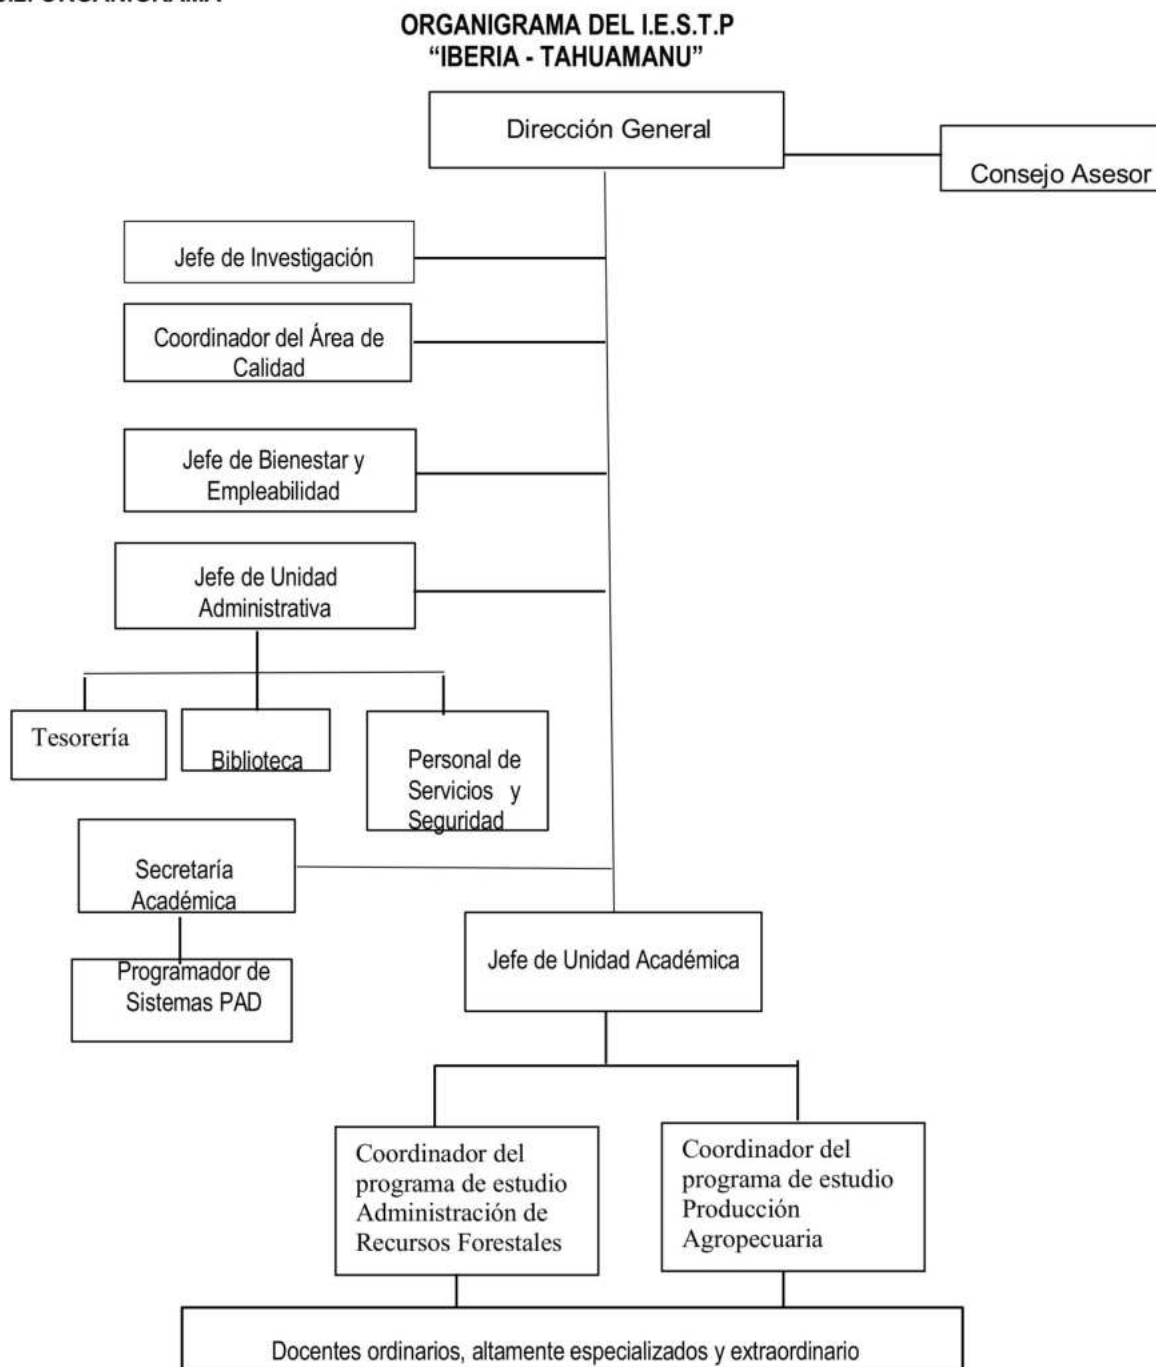 ORGANIGRAMA DEL I.E.S.T.P
“IBERIA - TAHUAMANU”
Dirección General
Consejo Asesor
Jefe de Investigación
Coordinador del Área de
Calidad
Jefe de Bienestar y
Empleabilidad
Jefe de Unidad
Administrativa
Tesorería
Biblioteca
Personal de
Servicios y
Seguridad
Secretaría
Académica
Programador de
Sistemas PAD
Jefe de Unidad Académica
Coordinador del
programa de estudio
Administración de
Recursos Forestales
Coordinador del
programa de estudio
Producción
Agropecuaria
Docentes ordinarios, altamente especializados y extraordinario